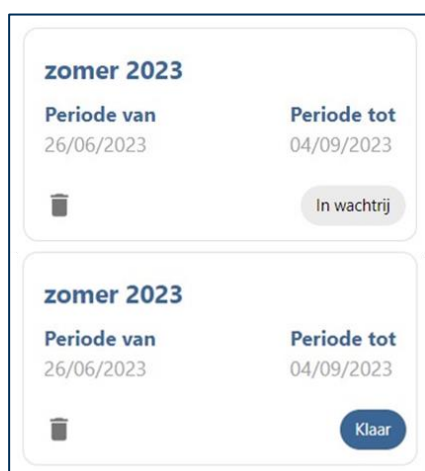 zomer 2023
Periode van Periode tot
26/06/2023 04/09/2023
In wachtrij
zomer 2023
Periode van Periode tot
26/06/2023 04/09/2023
Klaar